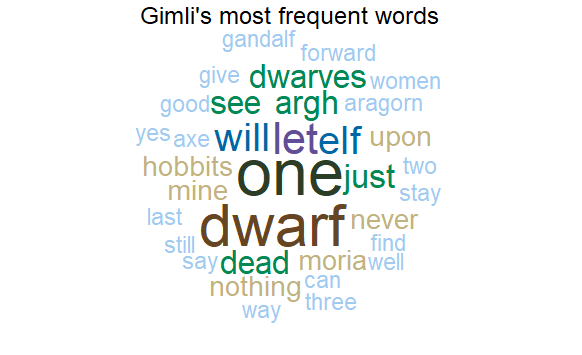 Gimli's most frequent words
gandalf
forward
give dwarves women
good see argh aragorn
yes axe will let elf upon
hobbits one just two
mine stay
last dwarf never
still find
say dead moria well
nothing can
way three